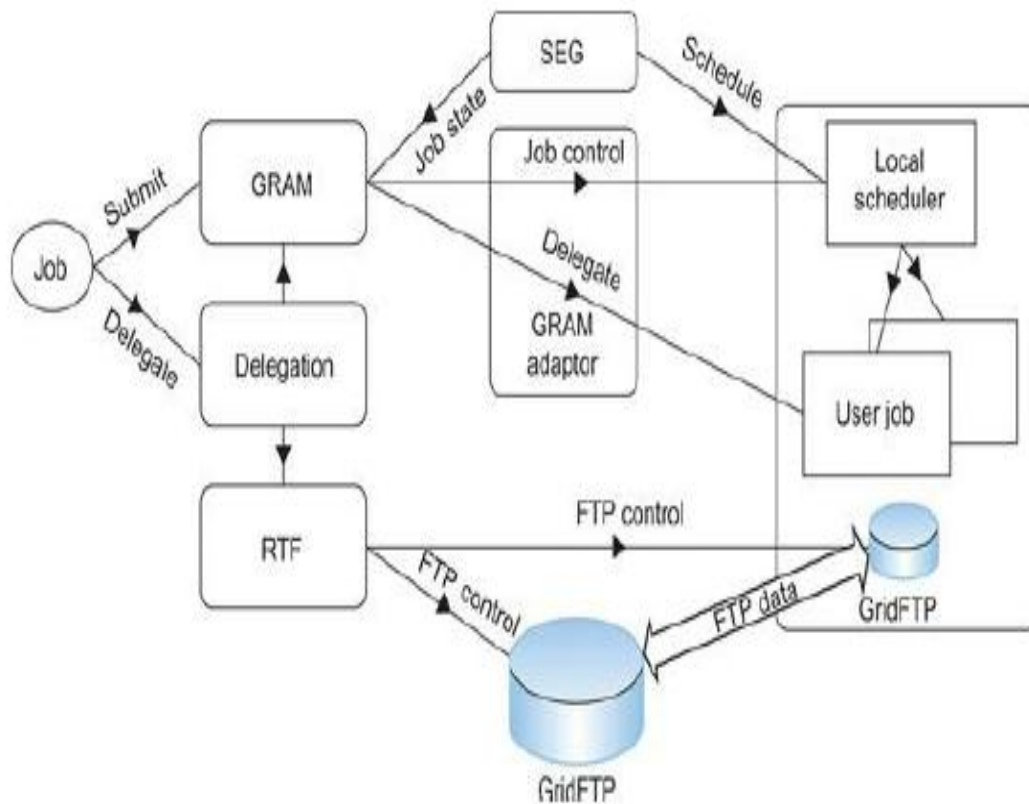 SEG
Schedule
Job state
GRAM
Job control
Local
scheduler
Submit
Job
Delegate
Delegate
Delegation
GRAM
adaptor
User job
RTF
FTP control
FTP control
FTP data
GridFTP
GridFTP